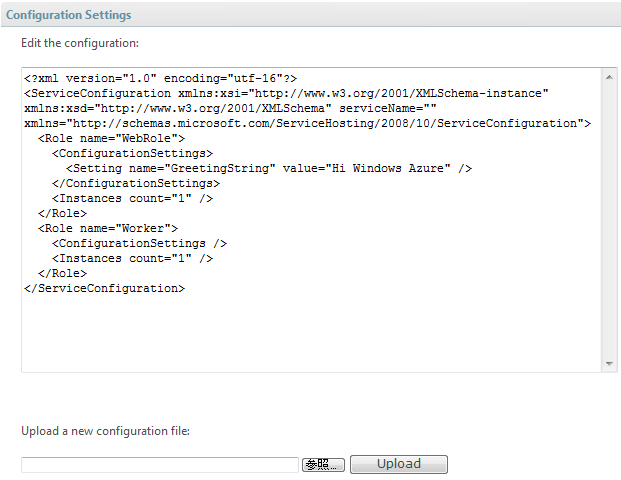 Configuration Settings
Edit the configuration:
<?xml version="1.0" encoding="utf-16"?>
<ServiceConfiguration xmlns:xsi="http://www.w3.org/2001/XMLSchema-instance"
xmlns:xsd="http://www.w3.org/2001/XMLSchema" serviceName=""
xmlns="http://schemas.microsoft.com/ServiceHosting/2008/10/ServiceConfiguration">
  <Role name="WebRole">
    <ConfigurationSettings>
      <Setting name="GreetingString" value="Hi Windows Azure" />
    </ConfigurationSettings>
    <Instances count="1" />
  </Role>
  <Role name="Worker">
    <ConfigurationSettings />
    <Instances count="1" />
  </Role>
</ServiceConfiguration>
Upload a new configuration file:
参照... Upload